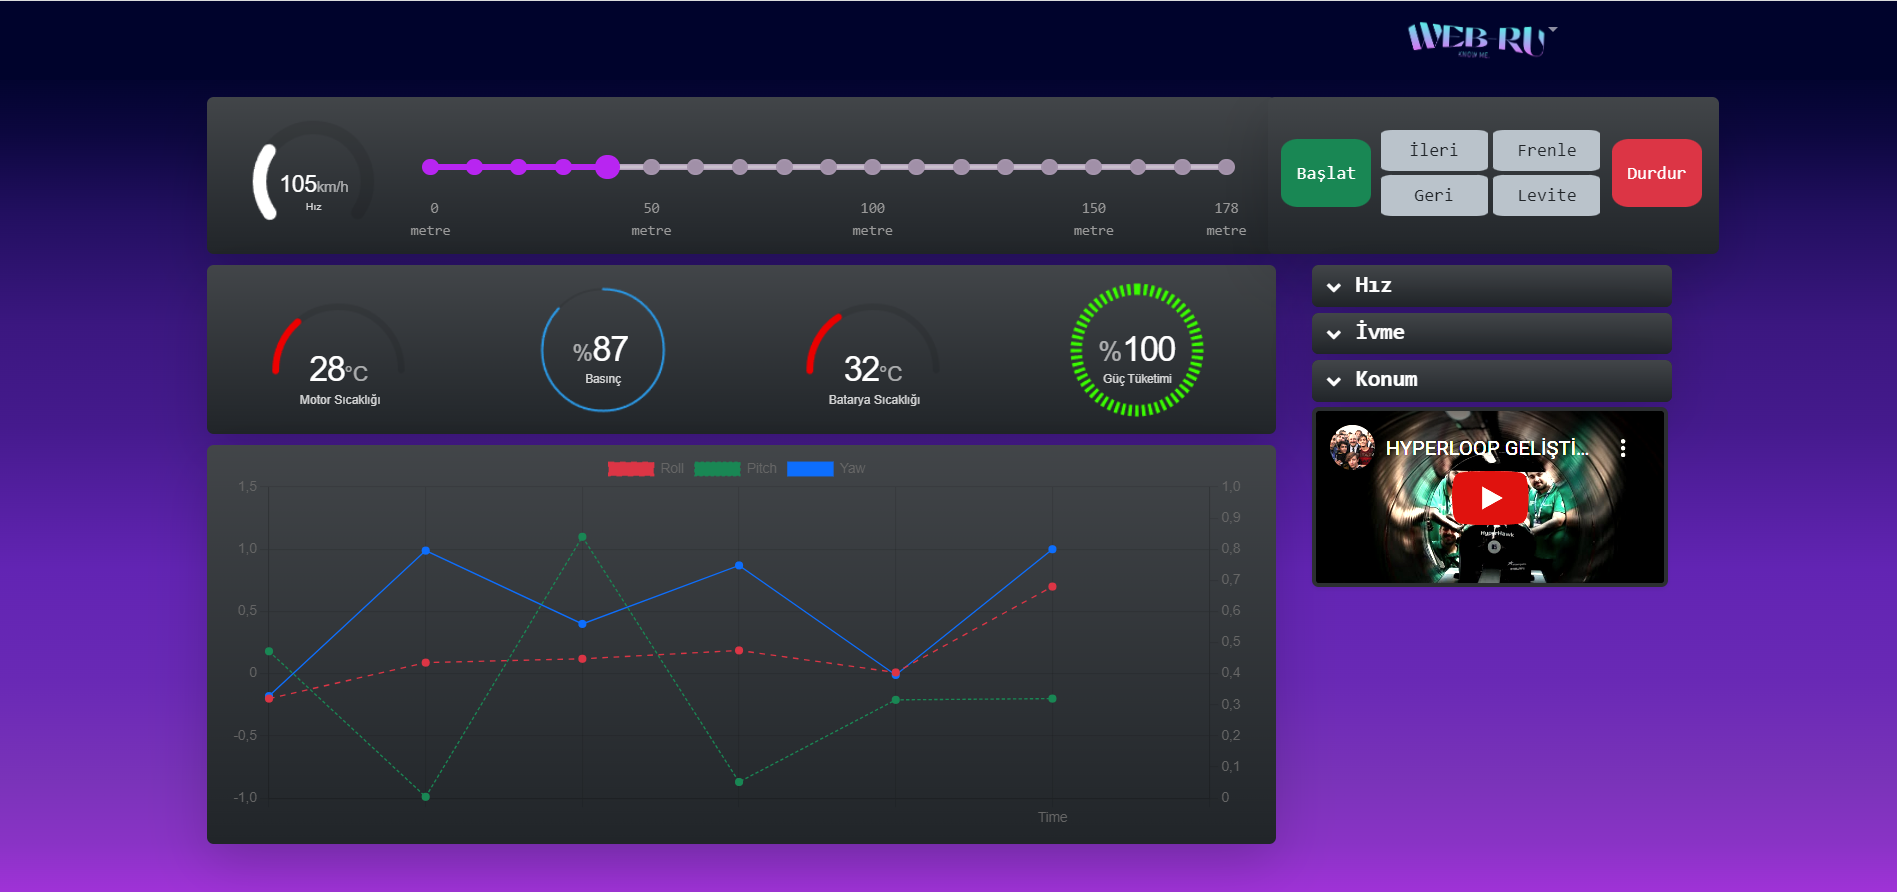 WEB-RU
KNOW ME.
105km/h
Hız
0
metre
50
metre
100
metre
150
metre
178
metre
Başlat
İleri
Frenle
Geri
Levite
Durdur
28°C
Motor Sıcaklığı
%87
Basınç
32°C
Batarya Sıcaklığı
%100
Güç Tüketimi
Hız
İvme
Konum
HYPERLOOP GELİŞTİ...
HyperHawk
Roll Pitch Yaw
1,5
1,0
0,5
0
-0,5
-1,0
1,0
0,9
0,8
0,7
0,6
0,5
0,4
0,3
0,2
0,1
0
Time